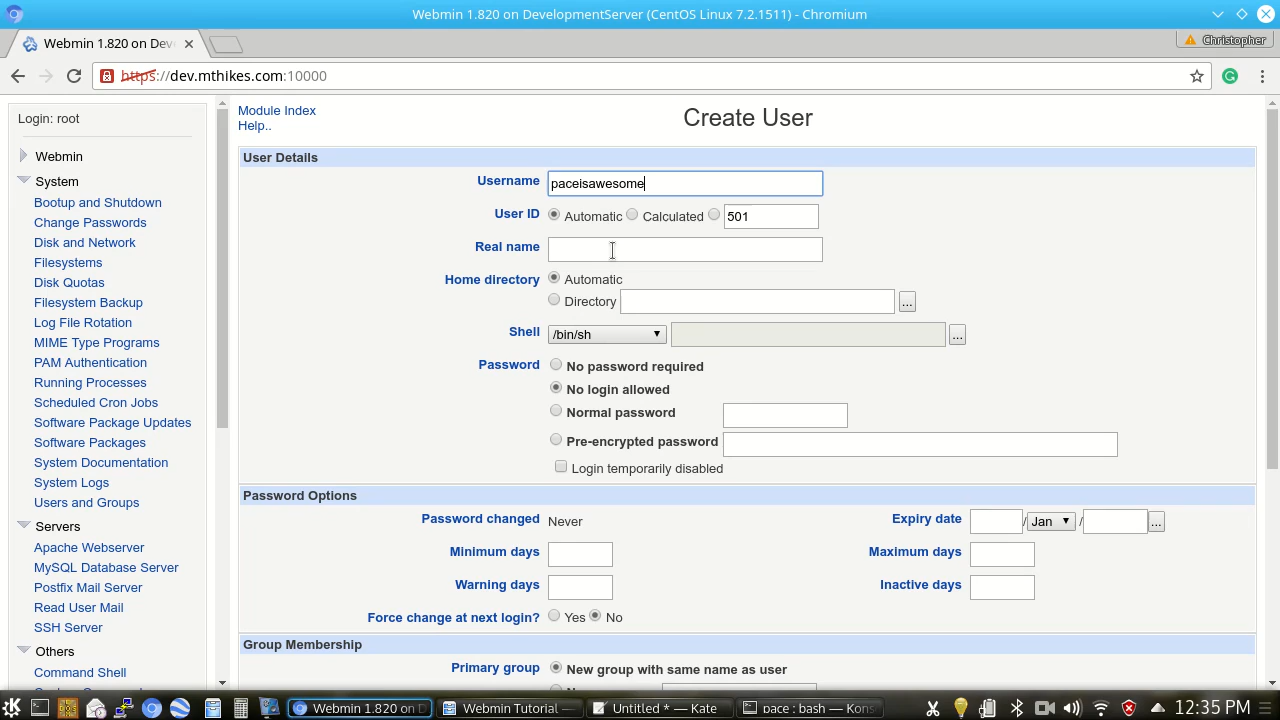 Webmin 1.820 on DevelopmentServer (CentOS Linux 7.2.1511) - Chromium
Webmin 1.820 on Dev
Christopher
https://dev.mthikes.com:10000
Login: root
Webmin
System
Bootup and Shutdown
Change Passwords
Disk and Network
Filesystems
Disk Quotas
Filesystem Backup
Log File Rotation
MIME Type Programs
PAM Authentication
Running Processes
Scheduled Cron Jobs
Software Package Updates
Software Packages
System Documentation
System Logs
Users and Groups
Servers
Apache Webserver
MySQL Database Server
Postfix Mail Server
Read User Mail
SSH Server
Others
Command Shell
Module Index
Help..
Create User
User Details
Username paceisawesome
User ID Automatic Calculated 501
Real name
Home directory Automatic
Directory ...
Shell /bin/sh ...
Password No password required
No login allowed
Normal password
Pre-encrypted password
Login temporarily disabled
Password Options
Password changed Never Expiry date / Jan / ...
Minimum days Maximum days
Warning days Inactive days
Force change at next login? Yes No
Group Membership
Primary group New group with same name as user
Webmin 1.820 on D
Webmin Tutorial —
Untitled * — Kate
pace : bash — Kons
12:35 PM